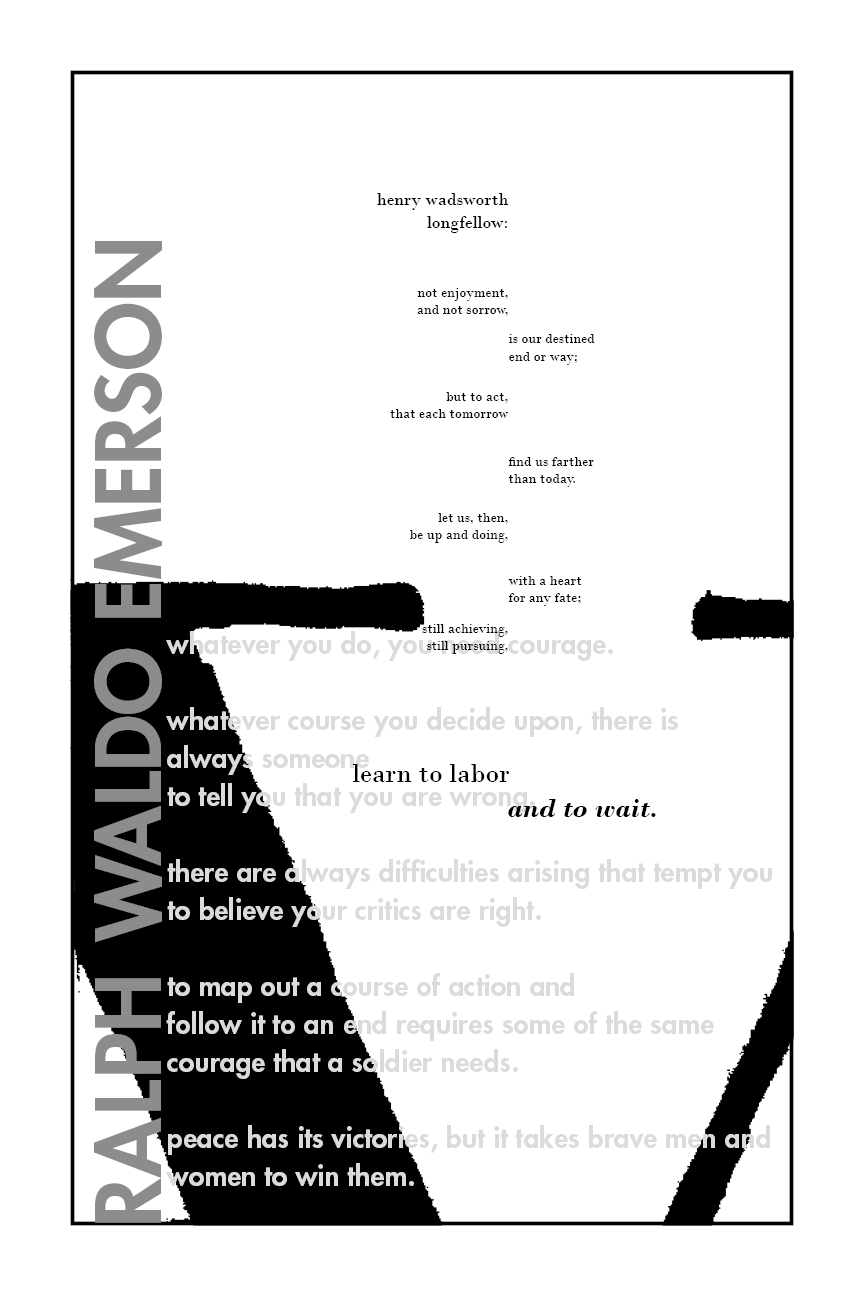 henry wadsworth
longfellow:
not enjoyment,
and not sorrow,
is our destined
end or way;
but to act,
that each tomorrow
find us farther
than today.
let us, then,
be up and doing,
with a heart
for any fate;
still achieving,
still pursuing,
learn to labor
and to wait.
RALPH WALDO EMERSON
whatever you do, you need courage.
whatever course you decide upon, there is
always someone
to tell you that you are wrong.
there are always difficulties arising that tempt you
to believe your critics are right.
to map out a course of action and
follow it to an end requires some of the same
courage that a soldier needs.
peace has its victories, but it takes brave men and
women to win them.